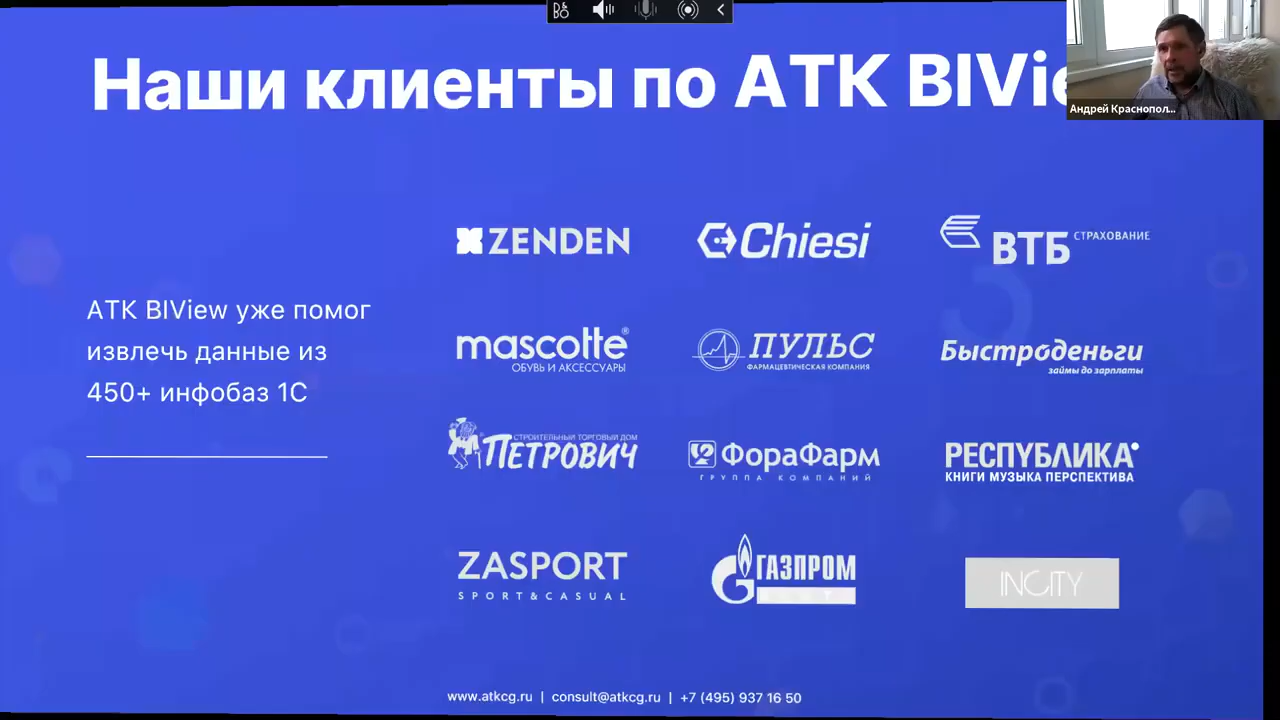 Наши клиенты по АТК BIVie
Андрей Краснопол...
АТК BIView уже помог
извлечь данные из
450+ инфобаз 1С
ZENDEN
Chiesi
ВТБ СТРАХОВАНИЕ
mascotte®
ОБУВЬ И АКСЕССУАРЫ
ПУЛЬС
ФАРМАЦЕВТИЧЕСКАЯ КОМПАНИЯ
Быстроденьги
займы до зарплаты
СТРОИТЕЛЬНЫЙ ТОРГОВЫЙ ДОМ
ПЕТРОВИЧ
ФораФарм
ГРУППА КОМПАНИЙ
РЕСПУБЛИКА
КНИГИ МУЗЫКА ПЕРСПЕКТИВА
ZASPORT
SPORT&CASUAL
ГАЗПРОМ
INCITY
www.atkcg.ru | consult@atkcg.ru | +7 (495) 937 16 50